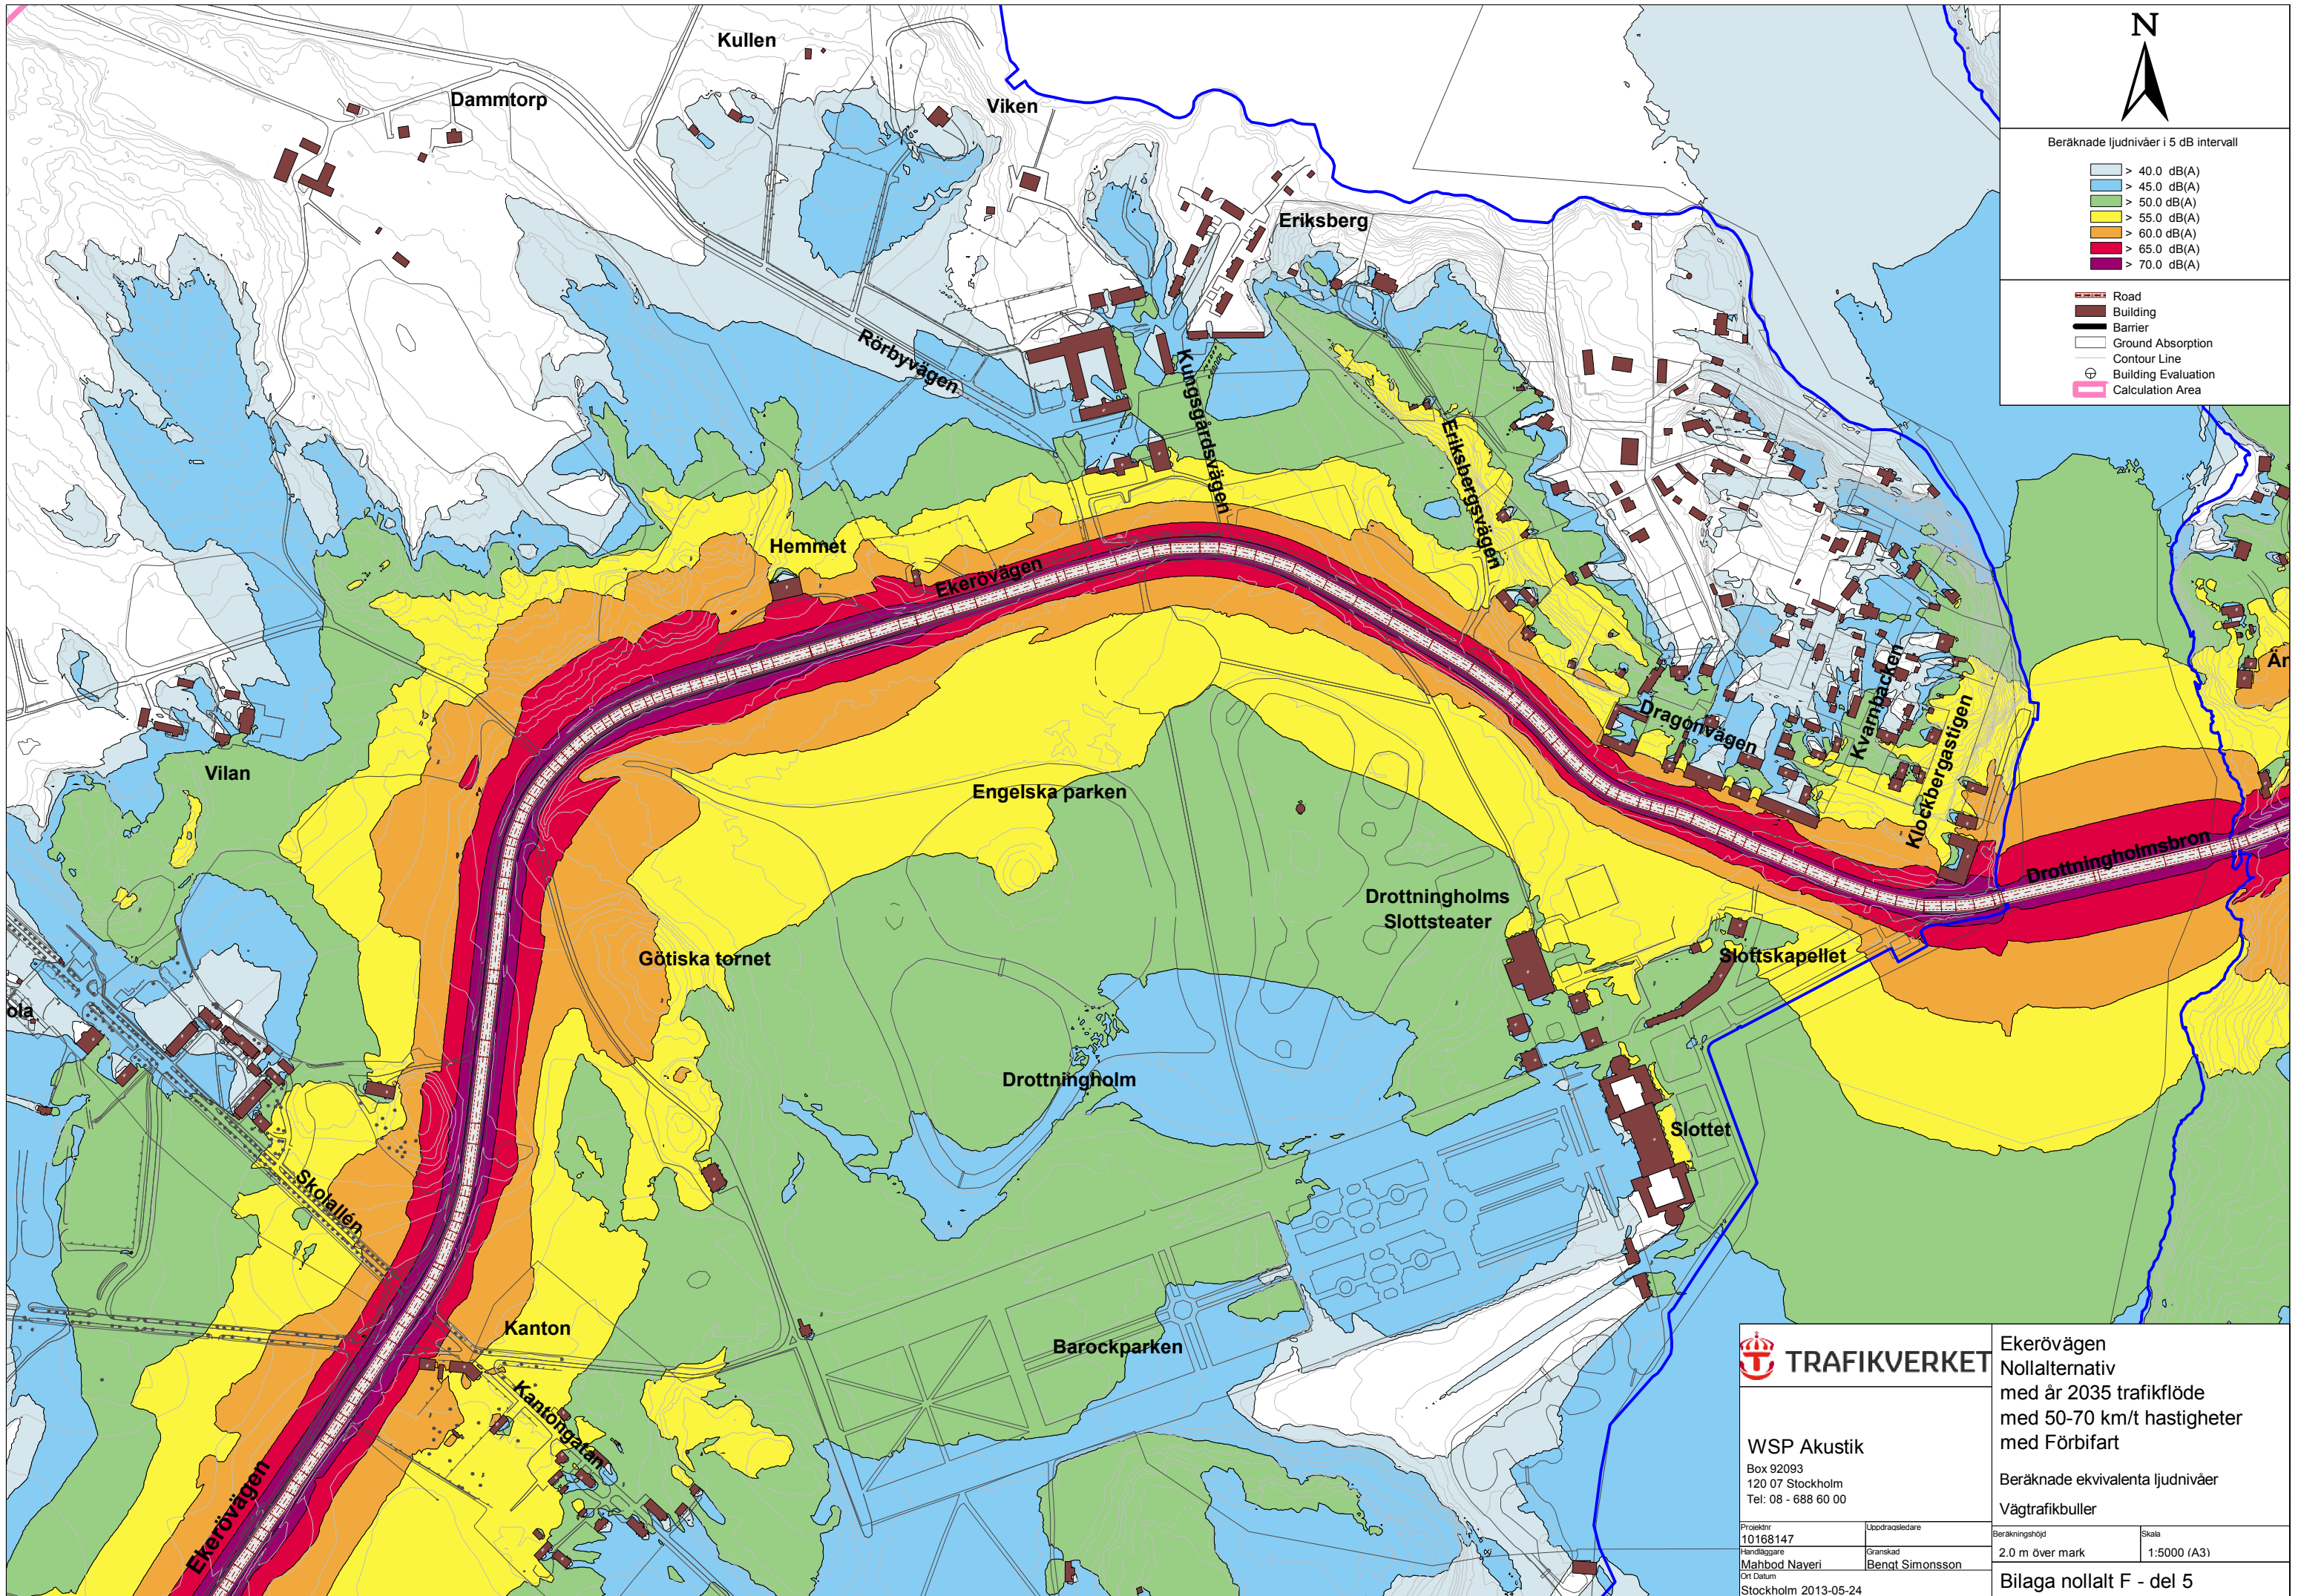 Kullen
Dammtorp
Viken
Eriksberg
Rörbyvägen
Kungsgårdsvägen
Eriksbergsvägen
Hemmet
Ekerövägen
Vilan
Dragonvägen
Kvarnbacken
Klockbergastigen
Än
Engelska parken
Drottningholmsbron
Drottningholms
Slottsteater
Slottskapellet
Götiska tornet
ola
Drottningholm
Slottet
Skolallén
Kanton
Barockparken
Kantongatan
Ekerövägen
N
Beräknade ljudnivåer i 5 dB intervall
> 40.0 dB(A)
> 45.0 dB(A)
> 50.0 dB(A)
> 55.0 dB(A)
> 60.0 dB(A)
> 65.0 dB(A)
> 70.0 dB(A)
Road
Building
Barrier
Ground Absorption
Contour Line
Building Evaluation
Calculation Area
TRAFIKVERKET
WSP Akustik
Box 92093
120 07 Stockholm
Tel: 08 - 688 60 00
Projektnr
10168147
Uppdragsledare
Handläggare
Mahbod Nayeri
Granskad
Bengt Simonsson
Ort Datum
Stockholm 2013-05-24
Ekerövägen
Nollalternativ
med år 2035 trafikflöde
med 50-70 km/t hastigheter
med Förbifart
Beräknade ekvivalenta ljudnivåer
Vägtrafikbuller
Beräkningshöjd
2.0 m över mark
Skala
1:5000 (A3)
Bilaga nollalt F - del 5